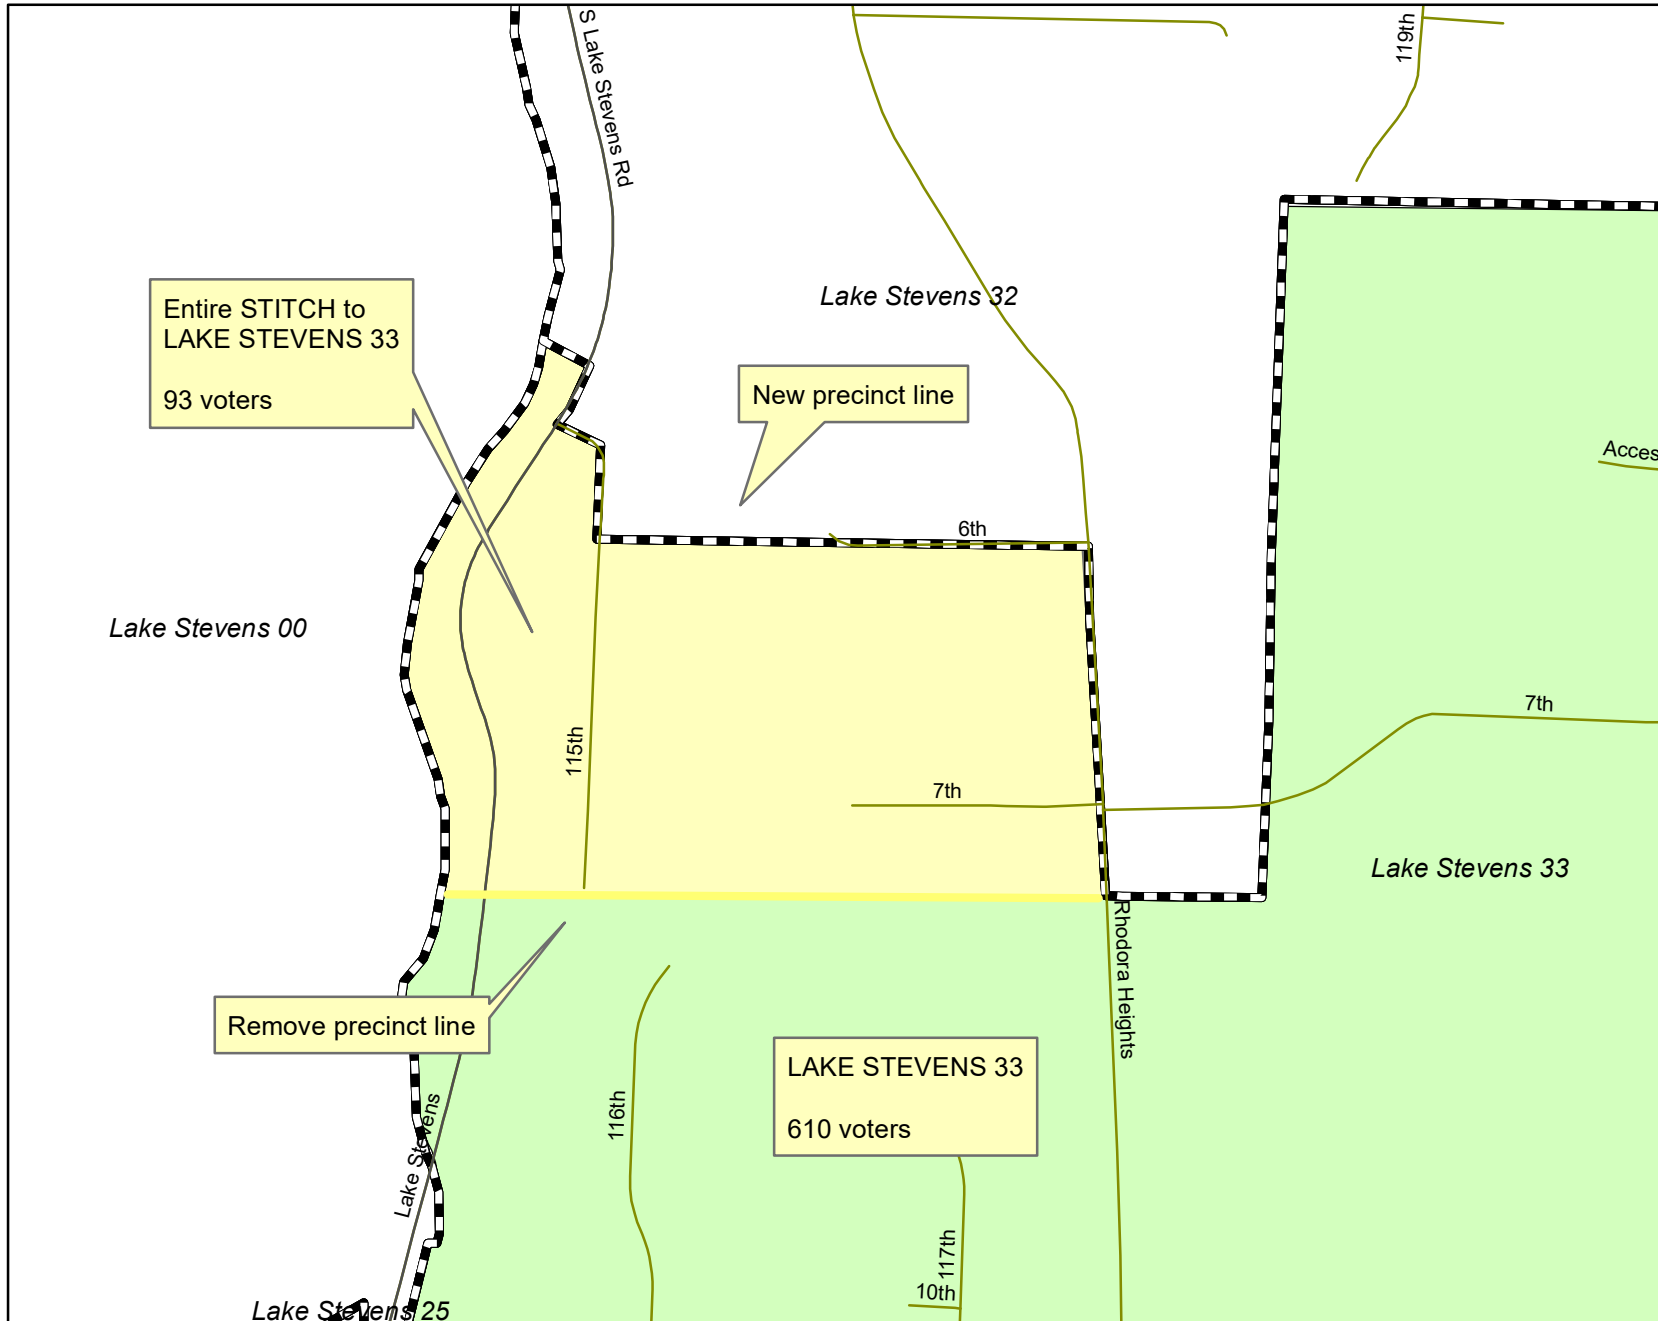 S Lake Stevens Rd
119th
Entire STITCH to
LAKE STEVENS 33
93 voters
Lake Stevens 32
New precinct line
Acces
6th
Lake Stevens 00
115th
7th
7th
Lake Stevens 33
Rhodora Heights
Remove precinct line
LAKE STEVENS 33
610 voters
116th
Lake Stevens
117th
10th
Lake Stevens 25